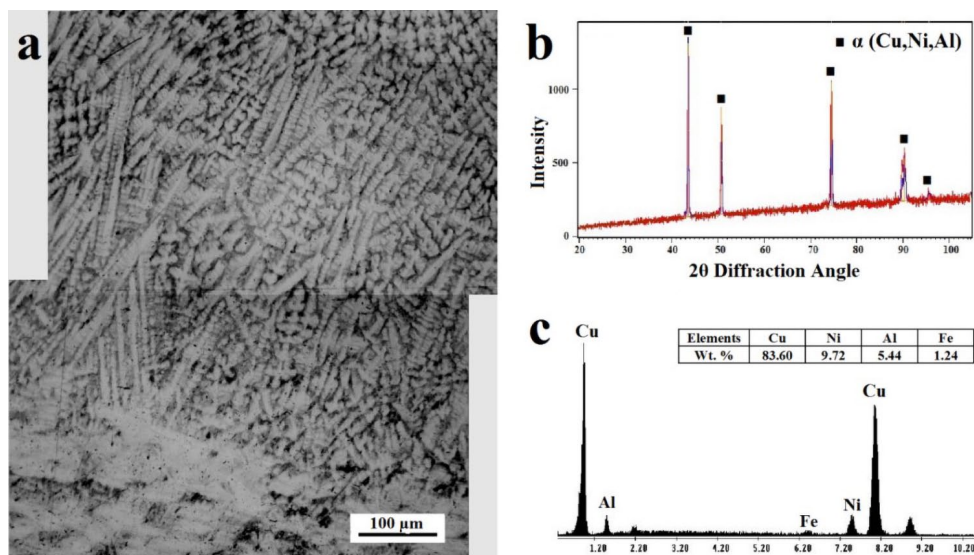 a
100 µm
b
■ α (Cu,Ni,Al)
Intensity
1000
500
0
20 30 40 50 60 70 80 90 100
2θ Diffraction Angle
c
Elements Cu Ni Al Fe
Wt. % 83.60 9.72 5.44 1.24
Cu
Cu
Al
Fe
Ni
1.20 2.20 3.20 4.20 5.20 6.20 7.20 8.20 9.20 10.20